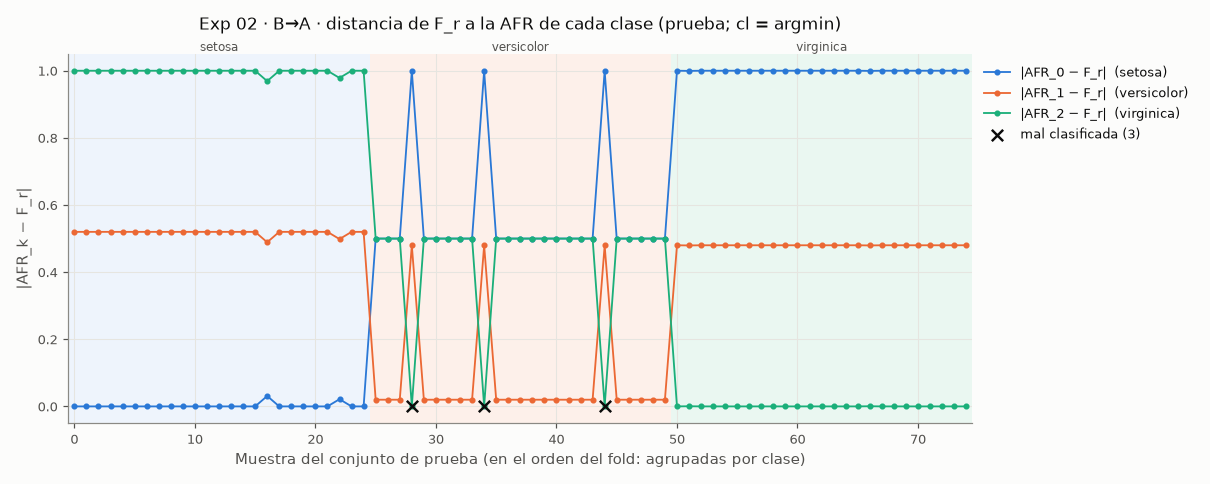 Exp 02 · B→A · distancia de F_r a la AFR de cada clase (prueba; cl = argmin)
setosa versicolor virginica
|AFR_0 − F_r| (setosa)
|AFR_1 − F_r| (versicolor)
|AFR_2 − F_r| (virginica)
mal clasificada (3)
|AFR_k − F_r|
1.0
0.8
0.6
0.4
0.2
0.0
0 10 20 30 40 50 60 70
Muestra del conjunto de prueba (en el orden del fold: agrupadas por clase)